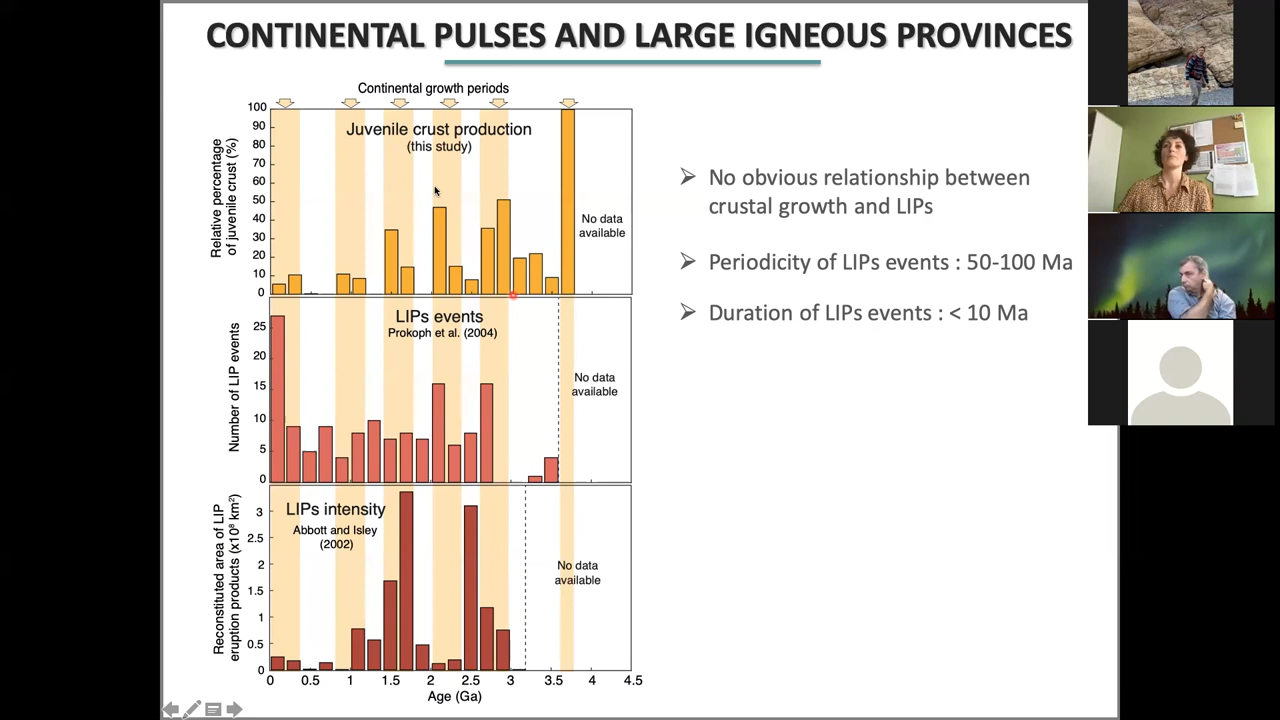 CONTINENTAL PULSES AND LARGE IGNEOUS PROVINCES
Continental growth periods
Juvenile crust production
(this study)
Relative percentage
of juvenile crust (%)
100
90
80
70
60
50
40
30
20
10
0
No data
available
LIPs events
Prokoph et al. (2004)
Number of LIP events
25
20
15
10
5
0
No data
available
LIPs intensity
Abbott and Isley
(2002)
Reconstituted area of LIP
eruption products (x10⁸ km²)
3
2.5
2
1.5
1
0.5
0
No data
available
0 0.5 1 1.5 2 2.5 3 3.5 4 4.5
Age (Ga)
➢ No obvious relationship between
crustal growth and LIPs
➢ Periodicity of LIPs events : 50-100 Ma
➢ Duration of LIPs events : < 10 Ma